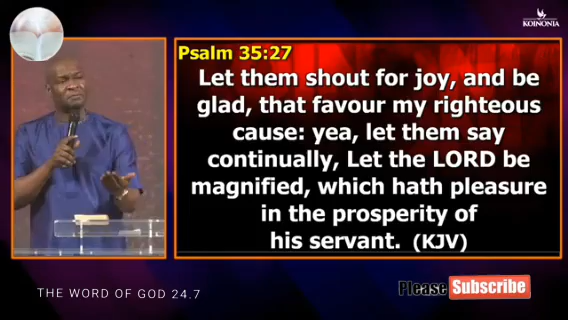 KOINONIA
Psalm 35:27
Let them shout for joy, and be
glad, that favour my righteous
cause: yea, let them say
continually, Let the LORD be
magnified, which hath pleasure
in the prosperity of
his servant. (KJV)
THE WORD OF GOD 24.7
Please Subscribe